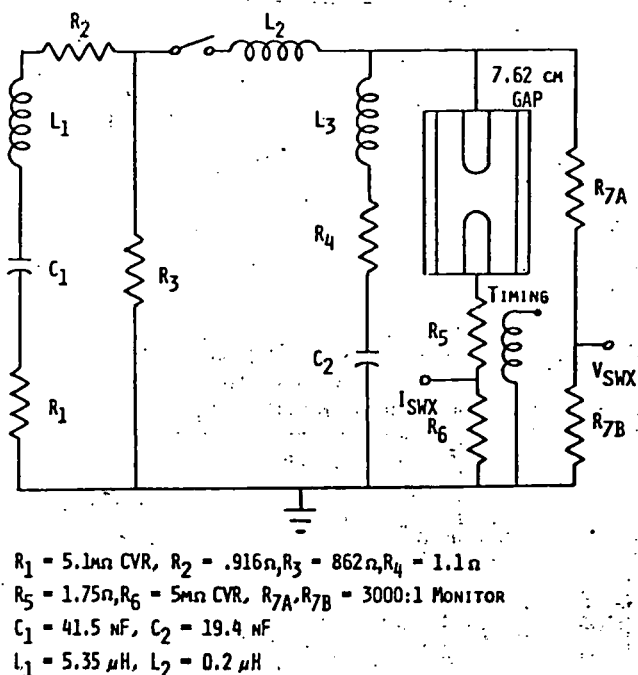 R2
L2
L1
7.62 CM
GAP
L3
R7A
R4
C1
R3
TIMING
R5
C2
VSWX
ISWX
R1
R6
R7B
R1 = 5.1MΩ CVR, R2 = .916Ω, R3 = 862Ω, R4 = 1.1Ω
R5 = 1.75Ω, R6 = 5MΩ CVR, R7A, R7B = 3000:1 MONITOR
C1 = 41.5 NF, C2 = 19.4 NF
L1 = 5.35 µH, L2 = 0.2 µH